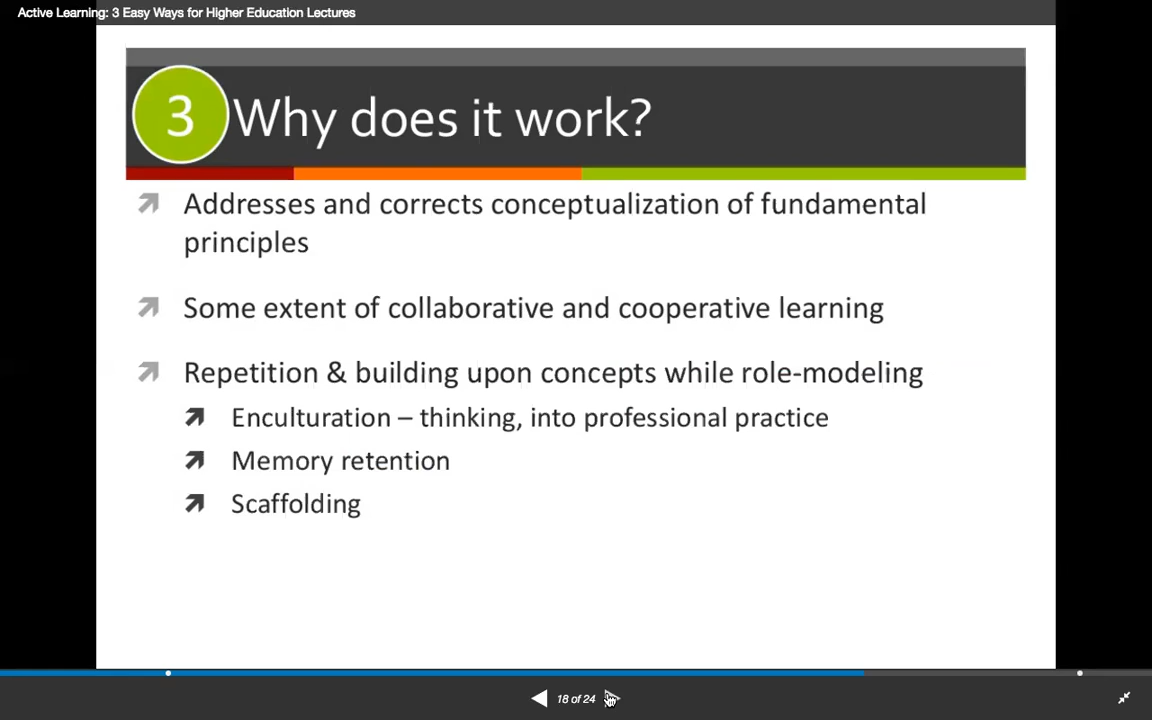 Active Learning: 3 Easy Ways for Higher Education Lectures
3 Why does it work?
Addresses and corrects conceptualization of fundamental
principles
Some extent of collaborative and cooperative learning
Repetition & building upon concepts while role-modeling
Enculturation – thinking, into professional practice
Memory retention
Scaffolding
18 of 24